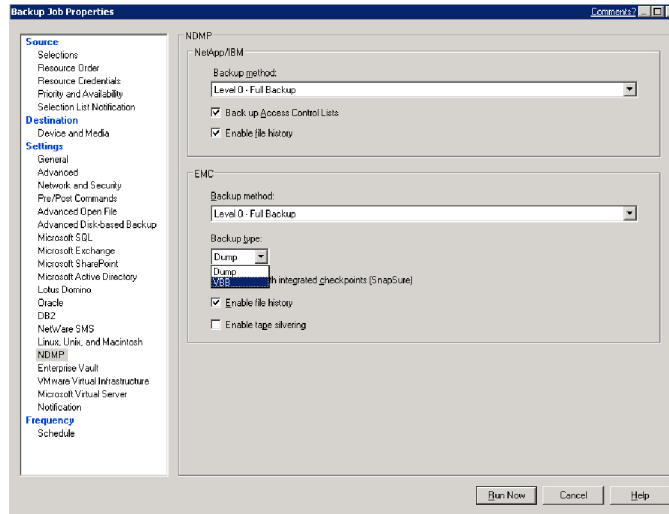 Backup Job Properties
Comments?
Source
Selections
Resource Order
Resource Credentials
Priority and Availability
Selection List Notification
Destination
Device and Media
Settings
General
Advanced
Network and Security
Pre/Post Commands
Advanced Open File
Advanced Disk-based Backup
Microsoft SQL
Microsoft Exchange
Microsoft SharePoint
Microsoft Active Directory
Lotus Domino
Oracle
DB2
NetWare SMS
Linux, Unix, and Macintosh
NDMP
Enterprise Vault
VMware Virtual Infrastructure
Microsoft Virtual Server
Notification
Frequency
Schedule
NDMP
NetApp/IBM
Backup method:
Level 0 - Full Backup
Back up Access Control Lists
Enable file history
EMC
Backup method:
Level 0 - Full Backup
Backup type:
Dump
Dump
VBB
integrated checkpoints (SnapSure)
Enable file history
Enable tape silvering
Run Now
Cancel
Help